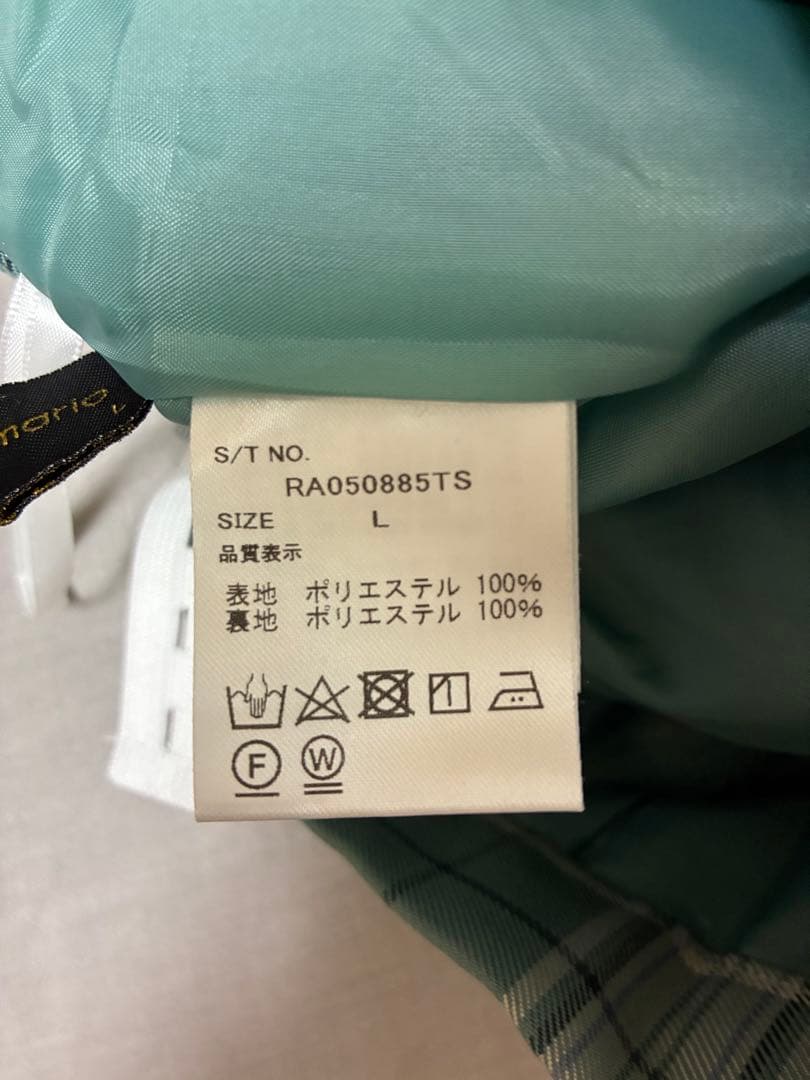 mario
S/T NO.
RA050885TS
SIZE L
品質表示
表地 ポリエステル 100%
裏地 ポリエステル 100%
F W